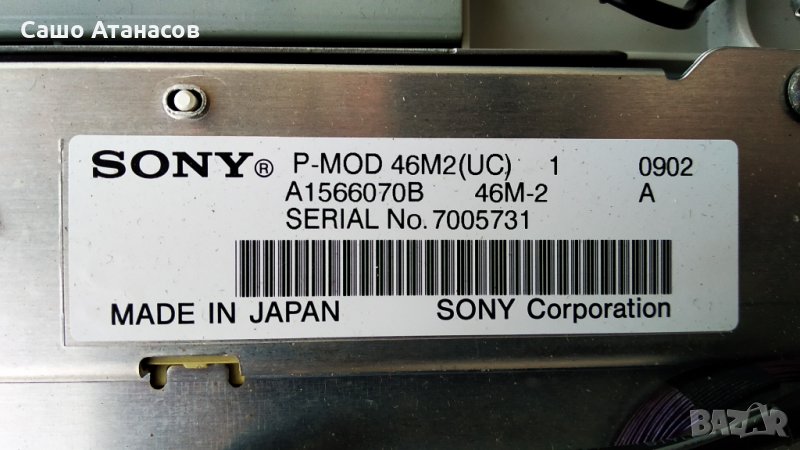 Сашо Атанасов
SONY® P-MOD 46M2(UC) 1 0902
A1566070B 46M-2 A
SERIAL No. 7005731
MADE IN JAPAN SONY Corporation
BAZAR